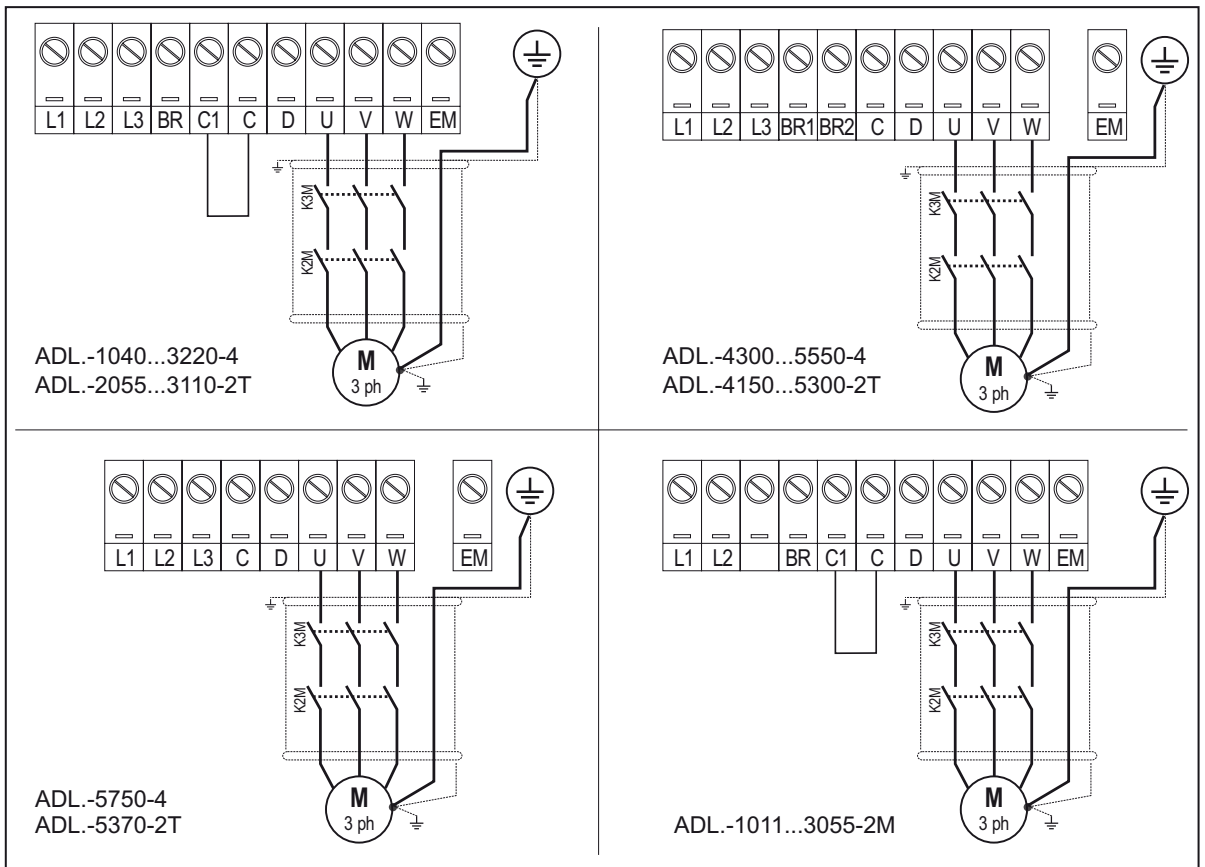 L1 L2 L3 BR C1 C D U V W EM
K3M
K2M
M
3 ph
ADL.-1040...3220-4
ADL.-2055...3110-2T
L1 L2 L3 BR1 BR2 C D U V W EM
K3M
K2M
M
3 ph
ADL.-4300...5550-4
ADL.-4150...5300-2T
L1 L2 L3 C D U V W EM
K3M
K2M
M
3 ph
ADL.-5750-4
ADL.-5370-2T
L1 L2 BR C1 C D U V W EM
K3M
K2M
M
3 ph
ADL.-1011...3055-2M